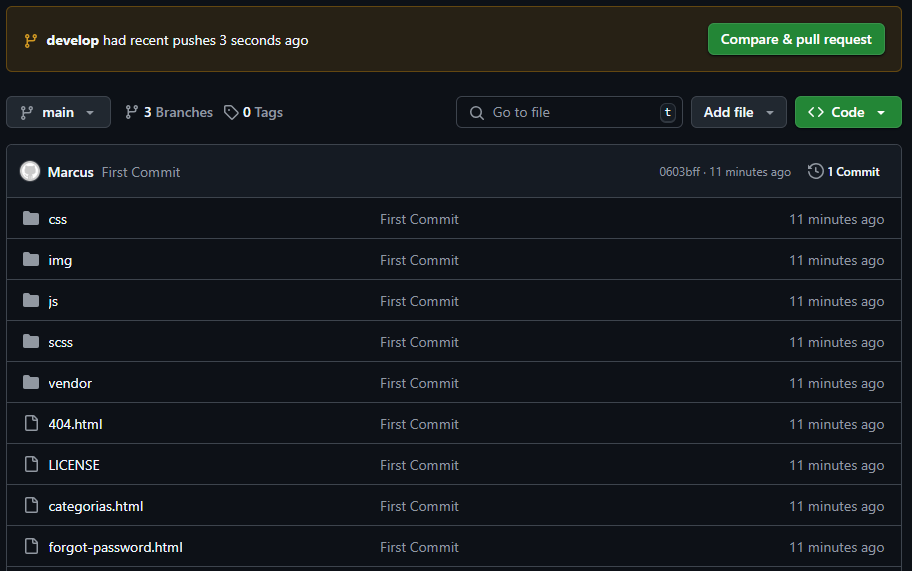 develop had recent pushes 3 seconds ago Compare & pull request
main 3 Branches 0 Tags Go to file t Add file <> Code
Marcus First Commit 0603bff · 11 minutes ago 1 Commit
css First Commit 11 minutes ago
img First Commit 11 minutes ago
js First Commit 11 minutes ago
scss First Commit 11 minutes ago
vendor First Commit 11 minutes ago
404.html First Commit 11 minutes ago
LICENSE First Commit 11 minutes ago
categorias.html First Commit 11 minutes ago
forgot-password.html First Commit 11 minutes ago